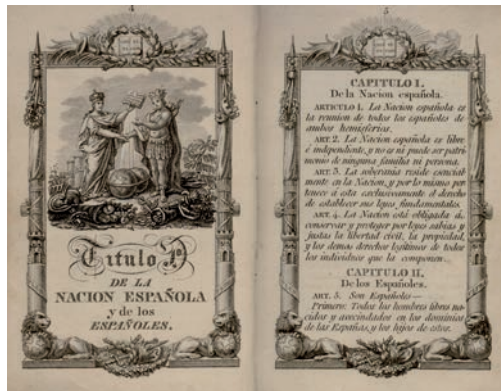 4
Titulo 1º
DE LA
NACION ESPAÑOLA
y de los
ESPAÑOLES.
5
CAPITULO I.
De la Nacion española.
ARTICULO 1. La Nacion española es
la reunion de todos los españoles de
ambos hemisferios.
ART. 2. La Nacion española es libre
é independiente, y no es ni puede ser patri-
monio de ninguna familia ni persona.
ART. 3. La soberania reside esencial-
mente en la Nacion, y por lo mismo per-
tenece á esta exclusivamente el derecho
de establecer sus leyes fundamentales.
ART. 4. La Nacion está obligada á
conservar y proteger por leyes sabias y
justas la libertad civil, la propiedad,
y los demas derechos legitimos de todos
los individuos que la componen.
CAPITULO II.
De los Españoles.
ART. 5. Son Españoles—
Primero: Todos los hombres libres na-
cidos y avecindados en los dominios
de las Españas, y los hijos de estos.